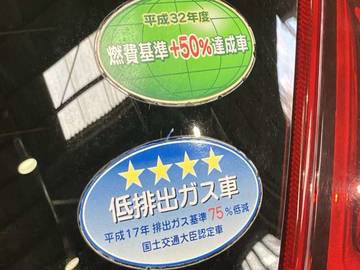 平成32年度
燃費基準+50%達成車
★★★★
低排出ガス車
平成17年 排出ガス基準 75%低減
国土交通大臣認定車